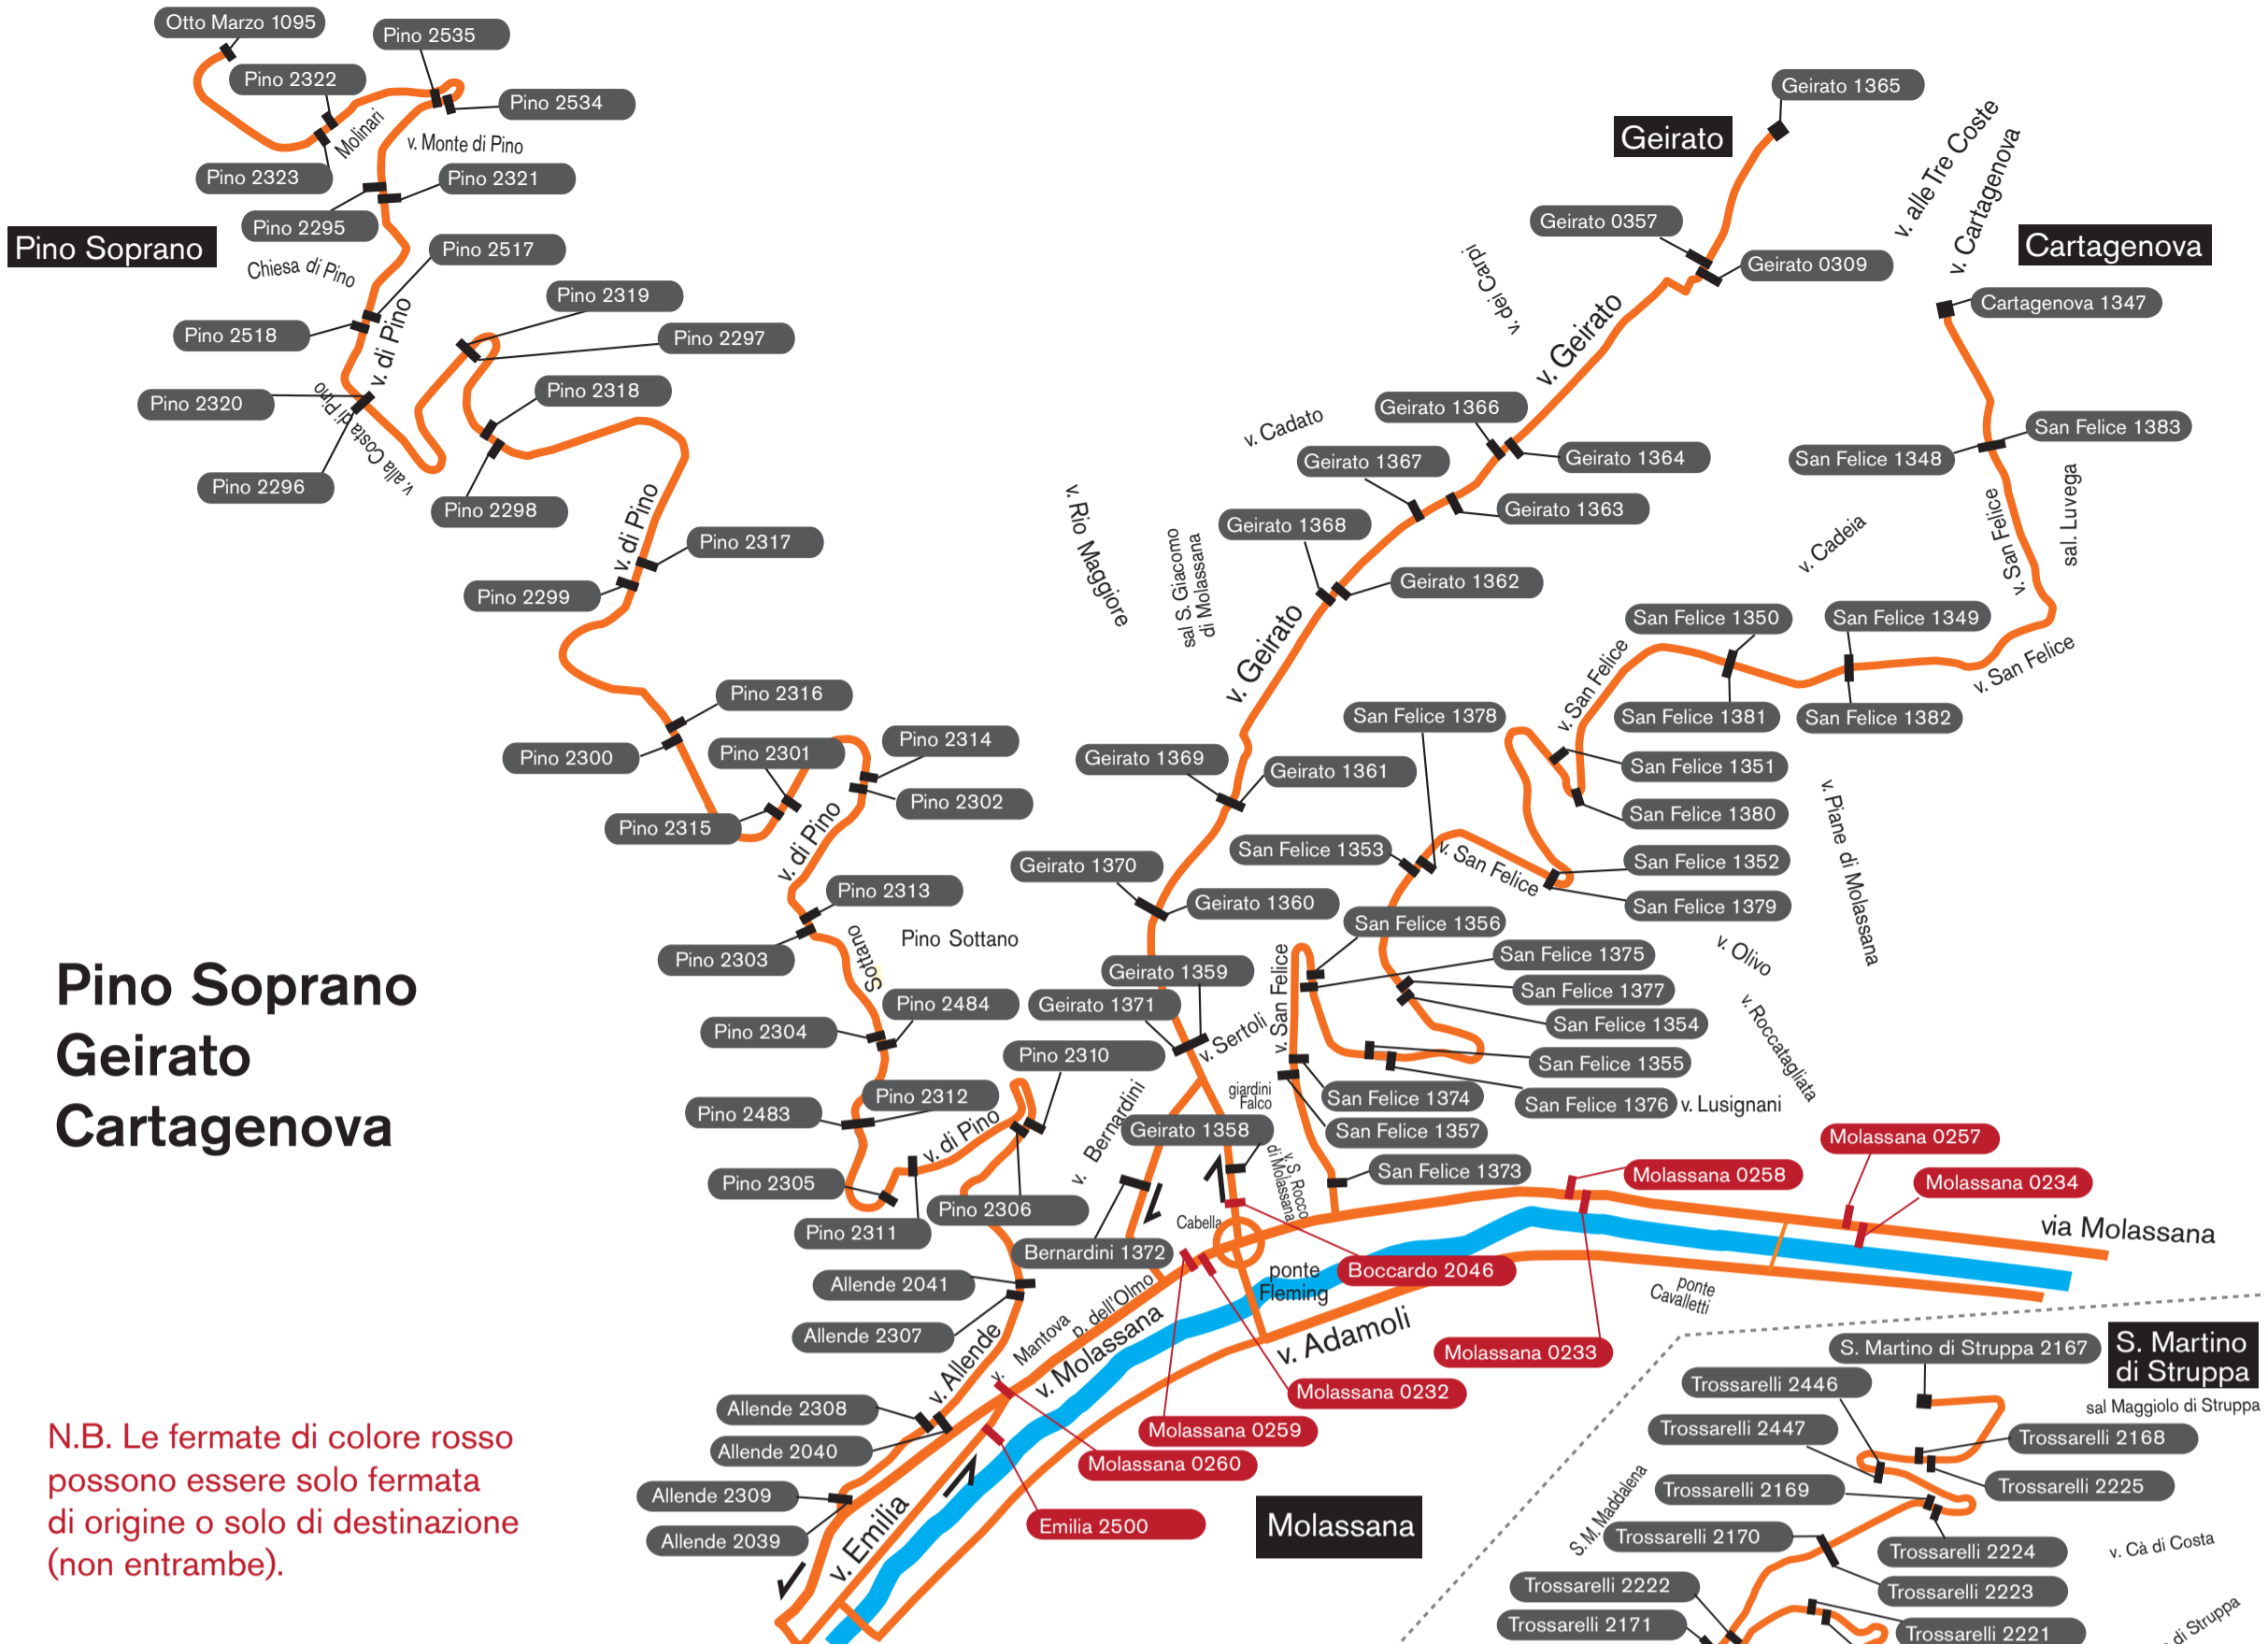 Otto Marzo 1095
Pino 2535
Pino 2322
Pino 2534
Molinari
v. Monte di Pino
Pino 2323
Pino 2321
Pino 2295
Pino Soprano
Chiesa di Pino
Pino 2517
Pino 2319
Pino 2518
Pino 2297
v. di Pino
Pino 2318
Pino 2320
v.alla Costa di Pino
Pino 2296
Pino 2298
v. di Pino
Pino 2317
Pino 2299
Pino 2316
Pino 2300
Pino 2301
Pino 2314
Pino 2302
Pino 2315
v. di Pino
Pino 2313
Pino 2303
Sottano
Pino Sottano
Pino 2304
Pino 2484
Pino 2310
Pino 2312
Pino 2483
v. di Pino
Pino 2305
Pino 2306
Pino 2311
Allende 2041
Allende 2307
v. Allende
Allende 2308
Allende 2040
Allende 2309
Allende 2039
v. Emilia
Pino Soprano
Geirato
Cartagenova
N.B. Le fermate di colore rosso
possono essere solo fermata
di origine o solo di destinazione
(non entrambe).
Geirato 1365
Geirato
Geirato 0357
Geirato 0309
v. dei Carpi
v. Geirato
Geirato 1366
v. Cadato
Geirato 1367
Geirato 1364
Geirato 1363
Geirato 1368
Geirato 1362
v. Rio Maggiore
sal S. Giacomo
di Molassana
v. Geirato
Geirato 1369
Geirato 1361
Geirato 1370
Geirato 1360
Geirato 1359
Geirato 1371
v. Sertoli
v. Bernardini
giardini
Falco
Geirato 1358
v. S. Rocco
di Molassana
Cabella
Bernardini 1372
v. alle Tre Coste
v. Cartagenova
Cartagenova
Cartagenova 1347
San Felice 1383
San Felice 1348
v. San Felice
sal. Luvega
v. Cadeia
San Felice 1350
San Felice 1349
v. San Felice
San Felice 1381
San Felice 1382
v. San Felice
San Felice 1378
San Felice 1351
San Felice 1380
v. Piane di Molassana
San Felice 1353
v. San Felice
San Felice 1352
San Felice 1379
San Felice 1356
v. Olivo
San Felice 1375
v. San Felice
San Felice 1377
San Felice 1354
v. Roccatagliata
San Felice 1355
San Felice 1374
San Felice 1376
v. Lusignani
San Felice 1357
San Felice 1373
Molassana 0257
Molassana 0258
Molassana 0234
via Molassana
Boccardo 2046
ponte
Fleming
ponte
Cavalletti
v. Mantova
p. dell'Olmo
v. Molassana
v. Adamoli
Molassana 0233
Molassana 0232
Molassana 0259
Molassana 0260
Emilia 2500
Molassana
S. Martino di Struppa 2167
S. Martino
di Struppa
Trossarelli 2446
sal Maggiolo di Struppa
Trossarelli 2447
Trossarelli 2168
S. M. Maddalena
Trossarelli 2169
Trossarelli 2225
Trossarelli 2170
Trossarelli 2224
v. Cà di Costa
Trossarelli 2222
Trossarelli 2223
Trossarelli 2171
Trossarelli 2221
di Struppa